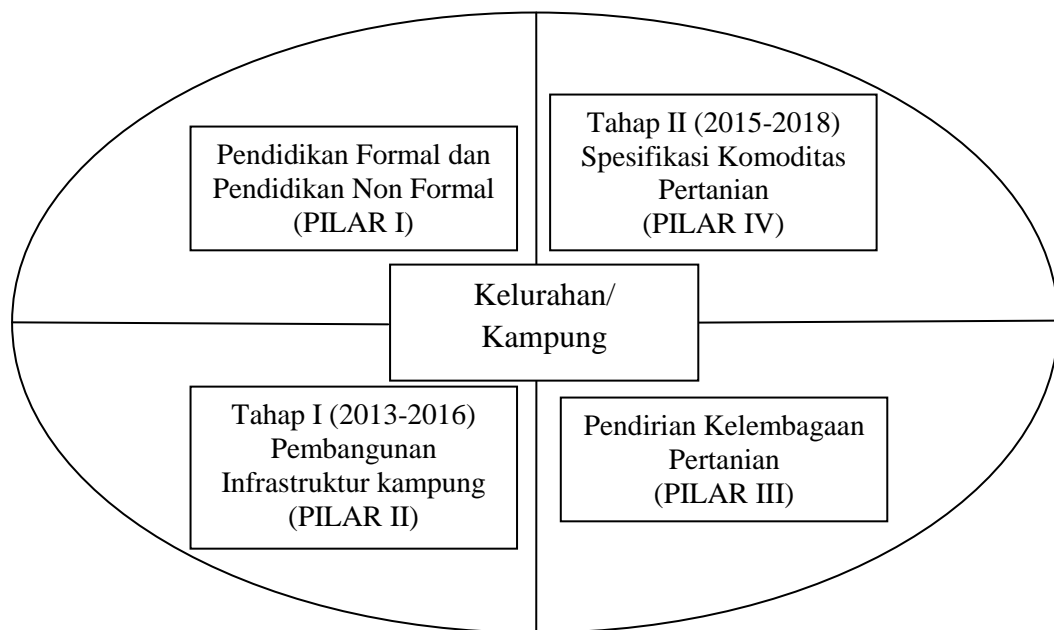 Pendidikan Formal dan
Pendidikan Non Formal
(PILAR I)
Tahap II (2015-2018)
Spesifikasi Komoditas
Pertanian
(PILAR IV)
Kelurahan/
Kampung
Tahap I (2013-2016)
Pembangunan
Infrastruktur kampung
(PILAR II)
Pendirian Kelembagaan
Pertanian
(PILAR III)